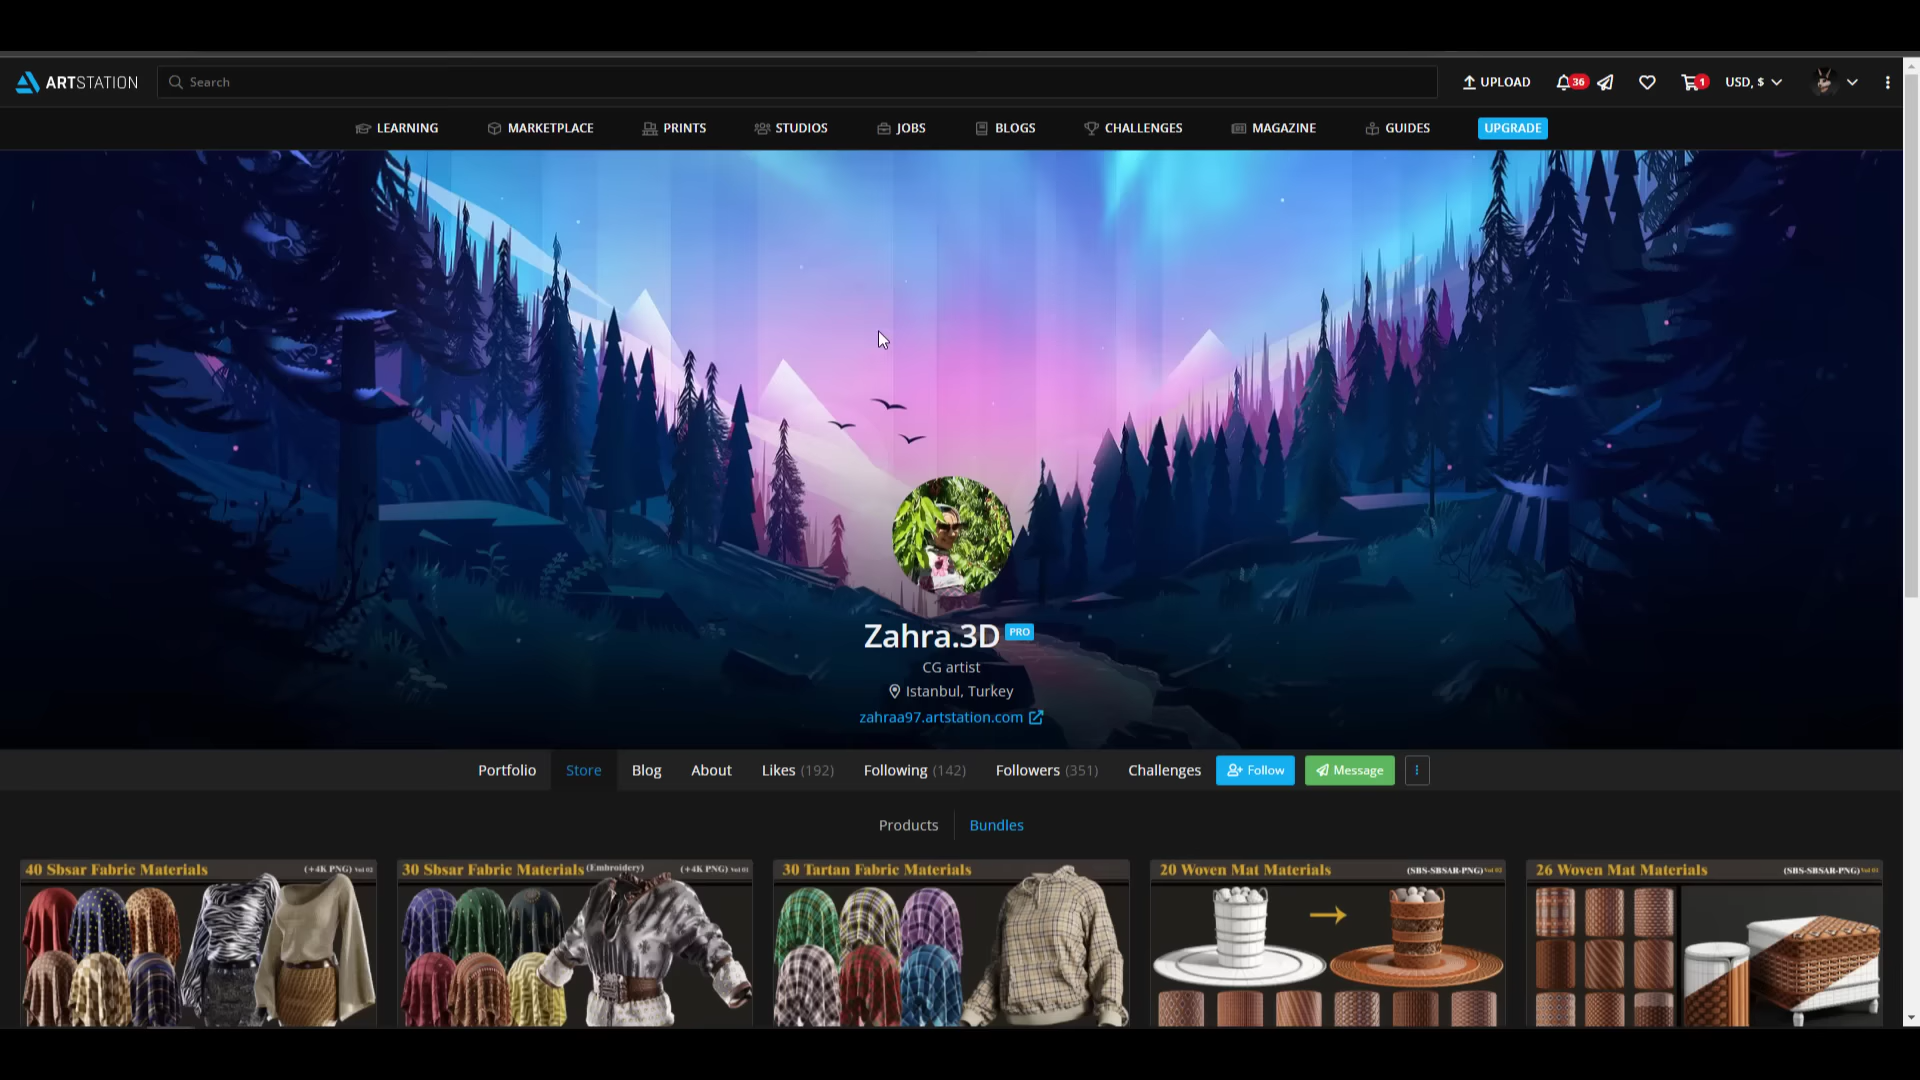 ARTSTATION
Search
UPLOAD
36
1
USD, $
LEARNING
MARKETPLACE
PRINTS
STUDIOS
JOBS
BLOGS
CHALLENGES
MAGAZINE
GUIDES
UPGRADE
Zahra.3D PRO
CG artist
Istanbul, Turkey
zahraa97.artstation.com
Portfolio
Store
Blog
About
Likes (192)
Following (142)
Followers (351)
Challenges
Follow
Message
Products
Bundles
40 Sbsar Fabric Materials (+4K PNG) Vol 02
30 Sbsar Fabric Materials (Embroidery) (+4K PNG) Vol 01
30 Tartan Fabric Materials
20 Woven Mat Materials (SBS-SBSAR-PNG) Vol 02
26 Woven Mat Materials (SBS-SBSAR-PNG) Vol 01